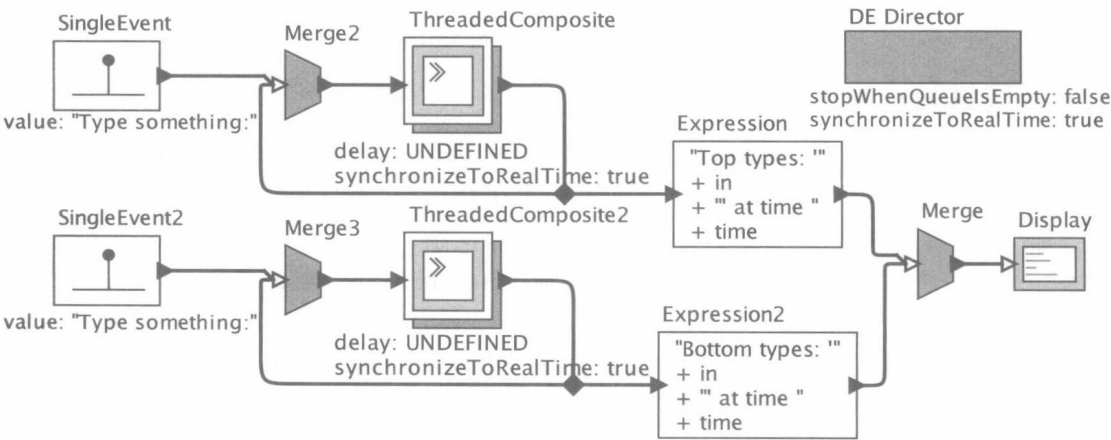 SingleEvent
value: "Type something:"
Merge2
ThreadedComposite
delay: UNDEFINED
synchronizeToRealTime: true
DE Director
stopWhenQueueIsEmpty: false
synchronizeToRealTime: true
Expression
"Top types: '"
+ in
+ "' at time "
+ time
SingleEvent2
value: "Type something:"
Merge3
ThreadedComposite2
delay: UNDEFINED
synchronizeToRealTime: true
Expression2
"Bottom types: '"
+ in
+ "' at time "
+ time
Merge
Display